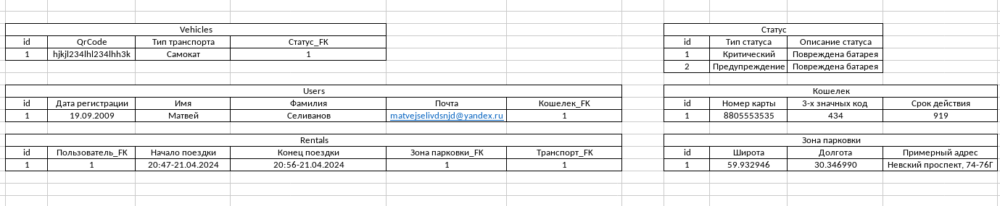 Vehicles
id QrCode Тип транспорта Статус_FK
1 hjkjl234lhl234lhh3k Самокат 1
Статус
id Тип статуса Описание статуса
1 Критический Повреждена батарея
2 Предупреждение Повреждена батарея
Users
id Дата регистрации Имя Фамилия Почта Кошелек_FK
1 19.09.2009 Матвей Селиванов matvejselivdsnjd@yandex.ru 1
Кошелек
id Номер карты 3-х значных код Срок действия
1 8805553535 434 919
Rentals
id Пользователь_FK Начало поездки Конец поездки Зона парковки_FK Транспорт_FK
1 1 20:47-21.04.2024 20:56-21.04.2024 1 1
Зона парковки
id Широта Долгота Примерный адрес
1 59.932946 30.346990 Невский проспект, 74-76Г